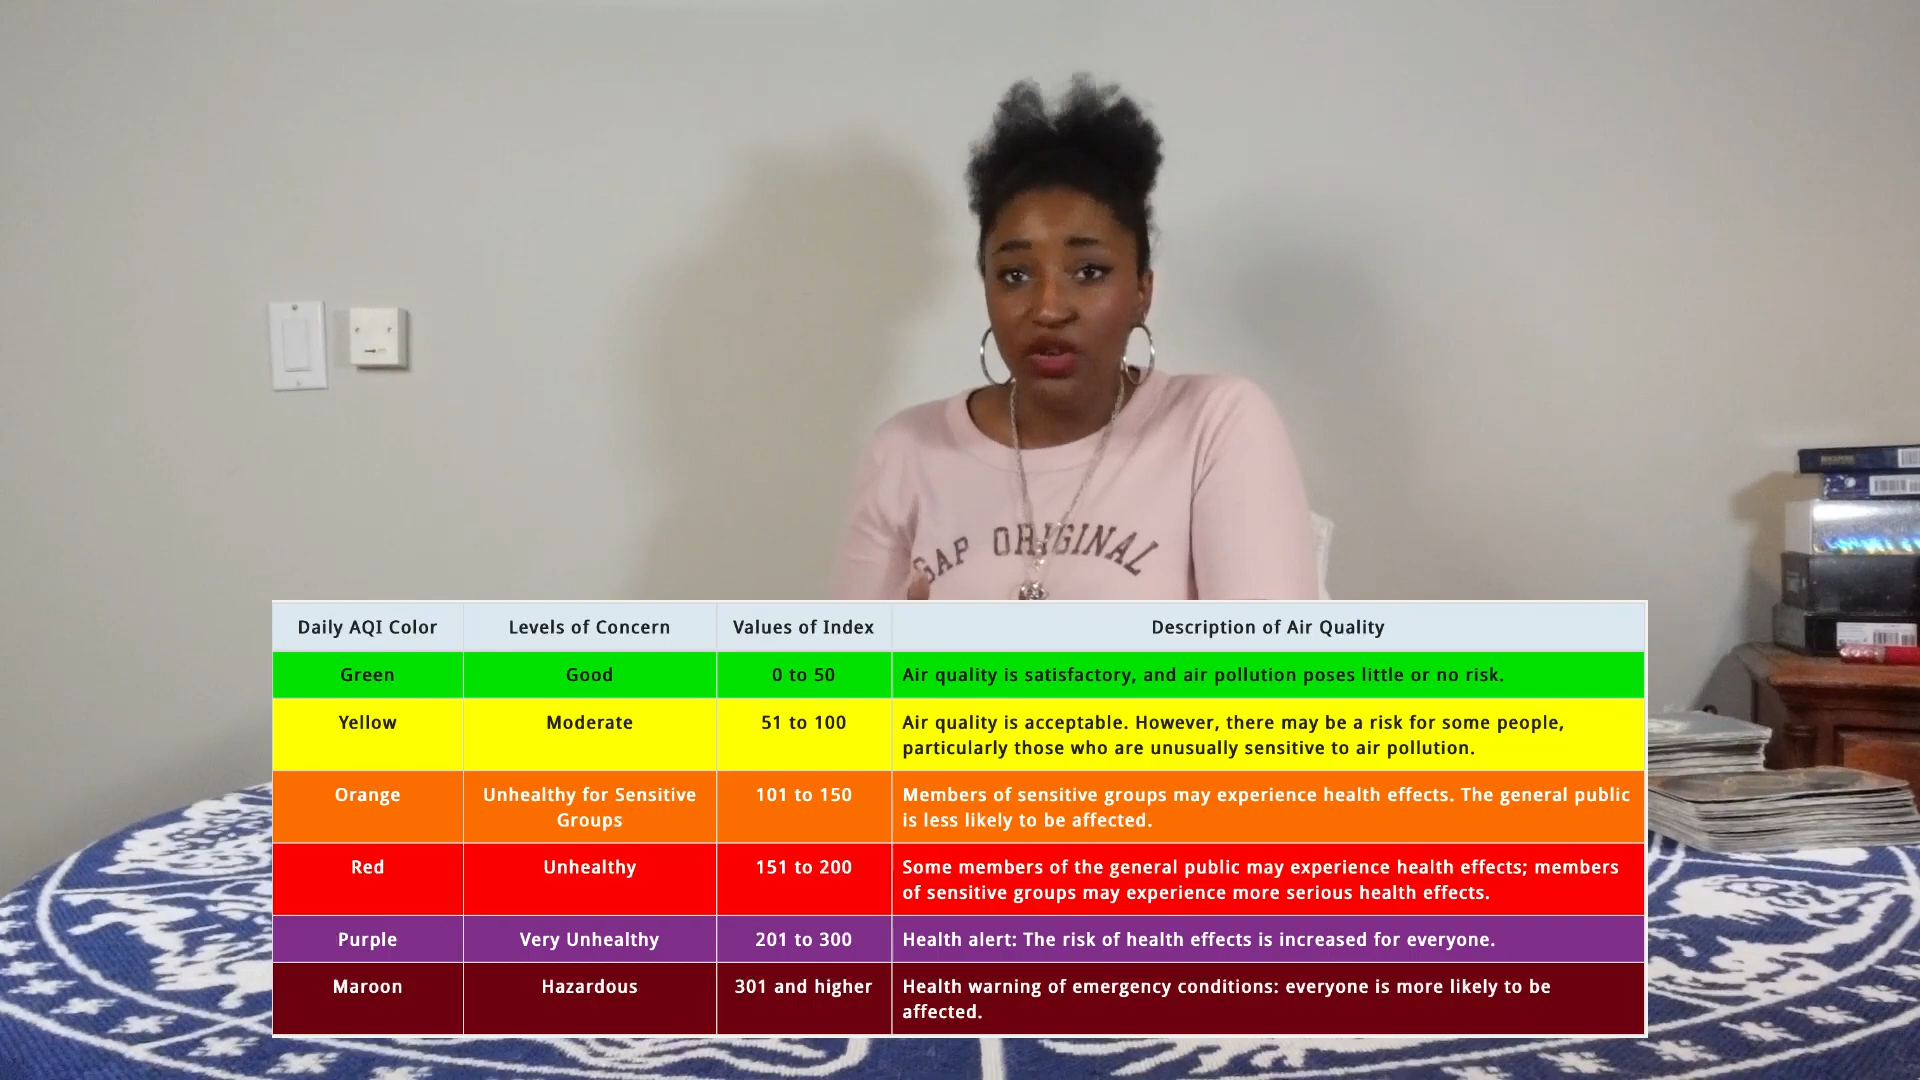 GAP ORIGINAL
Daily AQI Color Levels of Concern Values of Index Description of Air Quality
Green Good 0 to 50 Air quality is satisfactory, and air pollution poses little or no risk.
Yellow Moderate 51 to 100 Air quality is acceptable. However, there may be a risk for some people,
particularly those who are unusually sensitive to air pollution.
Orange Unhealthy for Sensitive 101 to 150 Members of sensitive groups may experience health effects. The general public
Groups is less likely to be affected.
Red Unhealthy 151 to 200 Some members of the general public may experience health effects; members
of sensitive groups may experience more serious health effects.
Purple Very Unhealthy 201 to 300 Health alert: The risk of health effects is increased for everyone.
Maroon Hazardous 301 and higher Health warning of emergency conditions: everyone is more likely to be
affected.